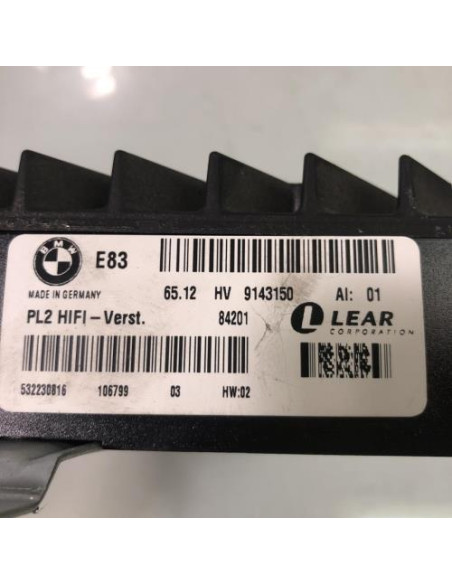 BMW E83
MADE IN GERMANY 65.12 HV 9143150 AI: 01
PL2 HIFI-Verst. 84201 LEAR
CORPORATION
532230816 106799 03 HW:02